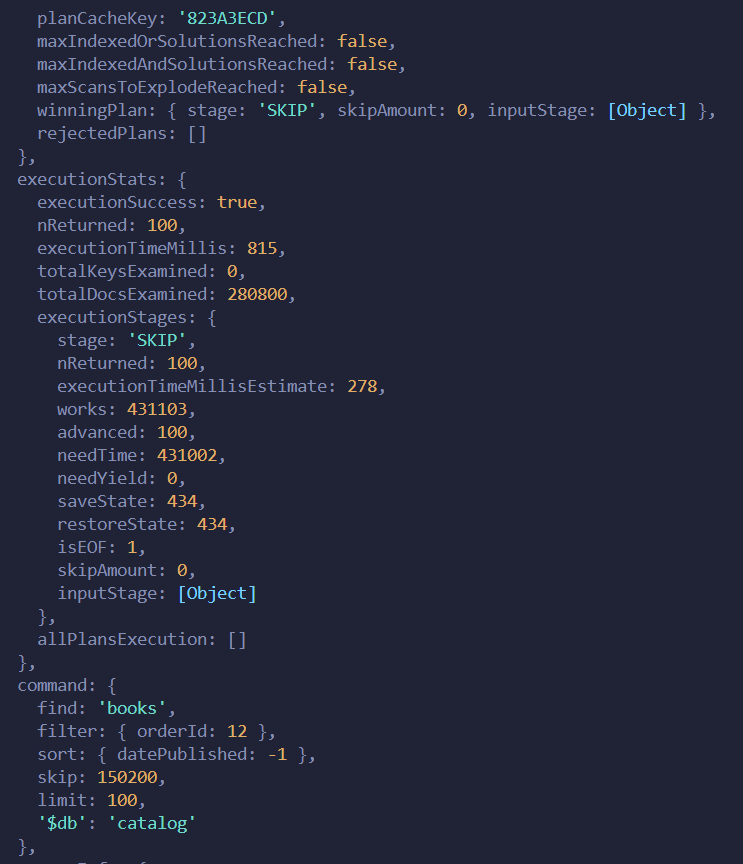 planCacheKey: '823A3ECD',
maxIndexedOrSolutionsReached: false,
maxIndexedAndSolutionsReached: false,
maxScansToExplodeReached: false,
winningPlan: { stage: 'SKIP', skipAmount: 0, inputStage: [Object] },
rejectedPlans: []
},
executionStats: {
executionSuccess: true,
nReturned: 100,
executionTimeMillis: 815,
totalKeysExamined: 0,
totalDocsExamined: 280800,
executionStages: {
stage: 'SKIP',
nReturned: 100,
executionTimeMillisEstimate: 278,
works: 431103,
advanced: 100,
needTime: 431002,
needYield: 0,
saveState: 434,
restoreState: 434,
isEOF: 1,
skipAmount: 0,
inputStage: [Object]
},
allPlansExecution: []
},
command: {
find: 'books',
filter: { orderId: 12 },
sort: { datePublished: -1 },
skip: 150200,
limit: 100,
'$db': 'catalog'
},